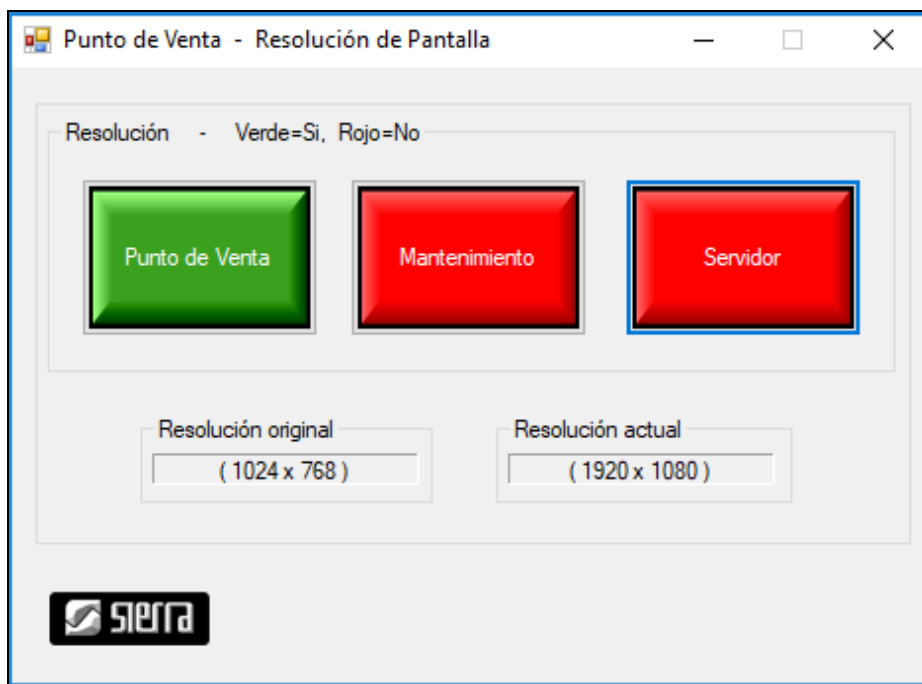 Punto de Venta - Resolución de Pantalla
Resolución - Verde=Si, Rojo=No
Punto de Venta Mantenimiento Servidor
Resolución original Resolución actual
( 1024 x 768 ) ( 1920 x 1080 )
sierra